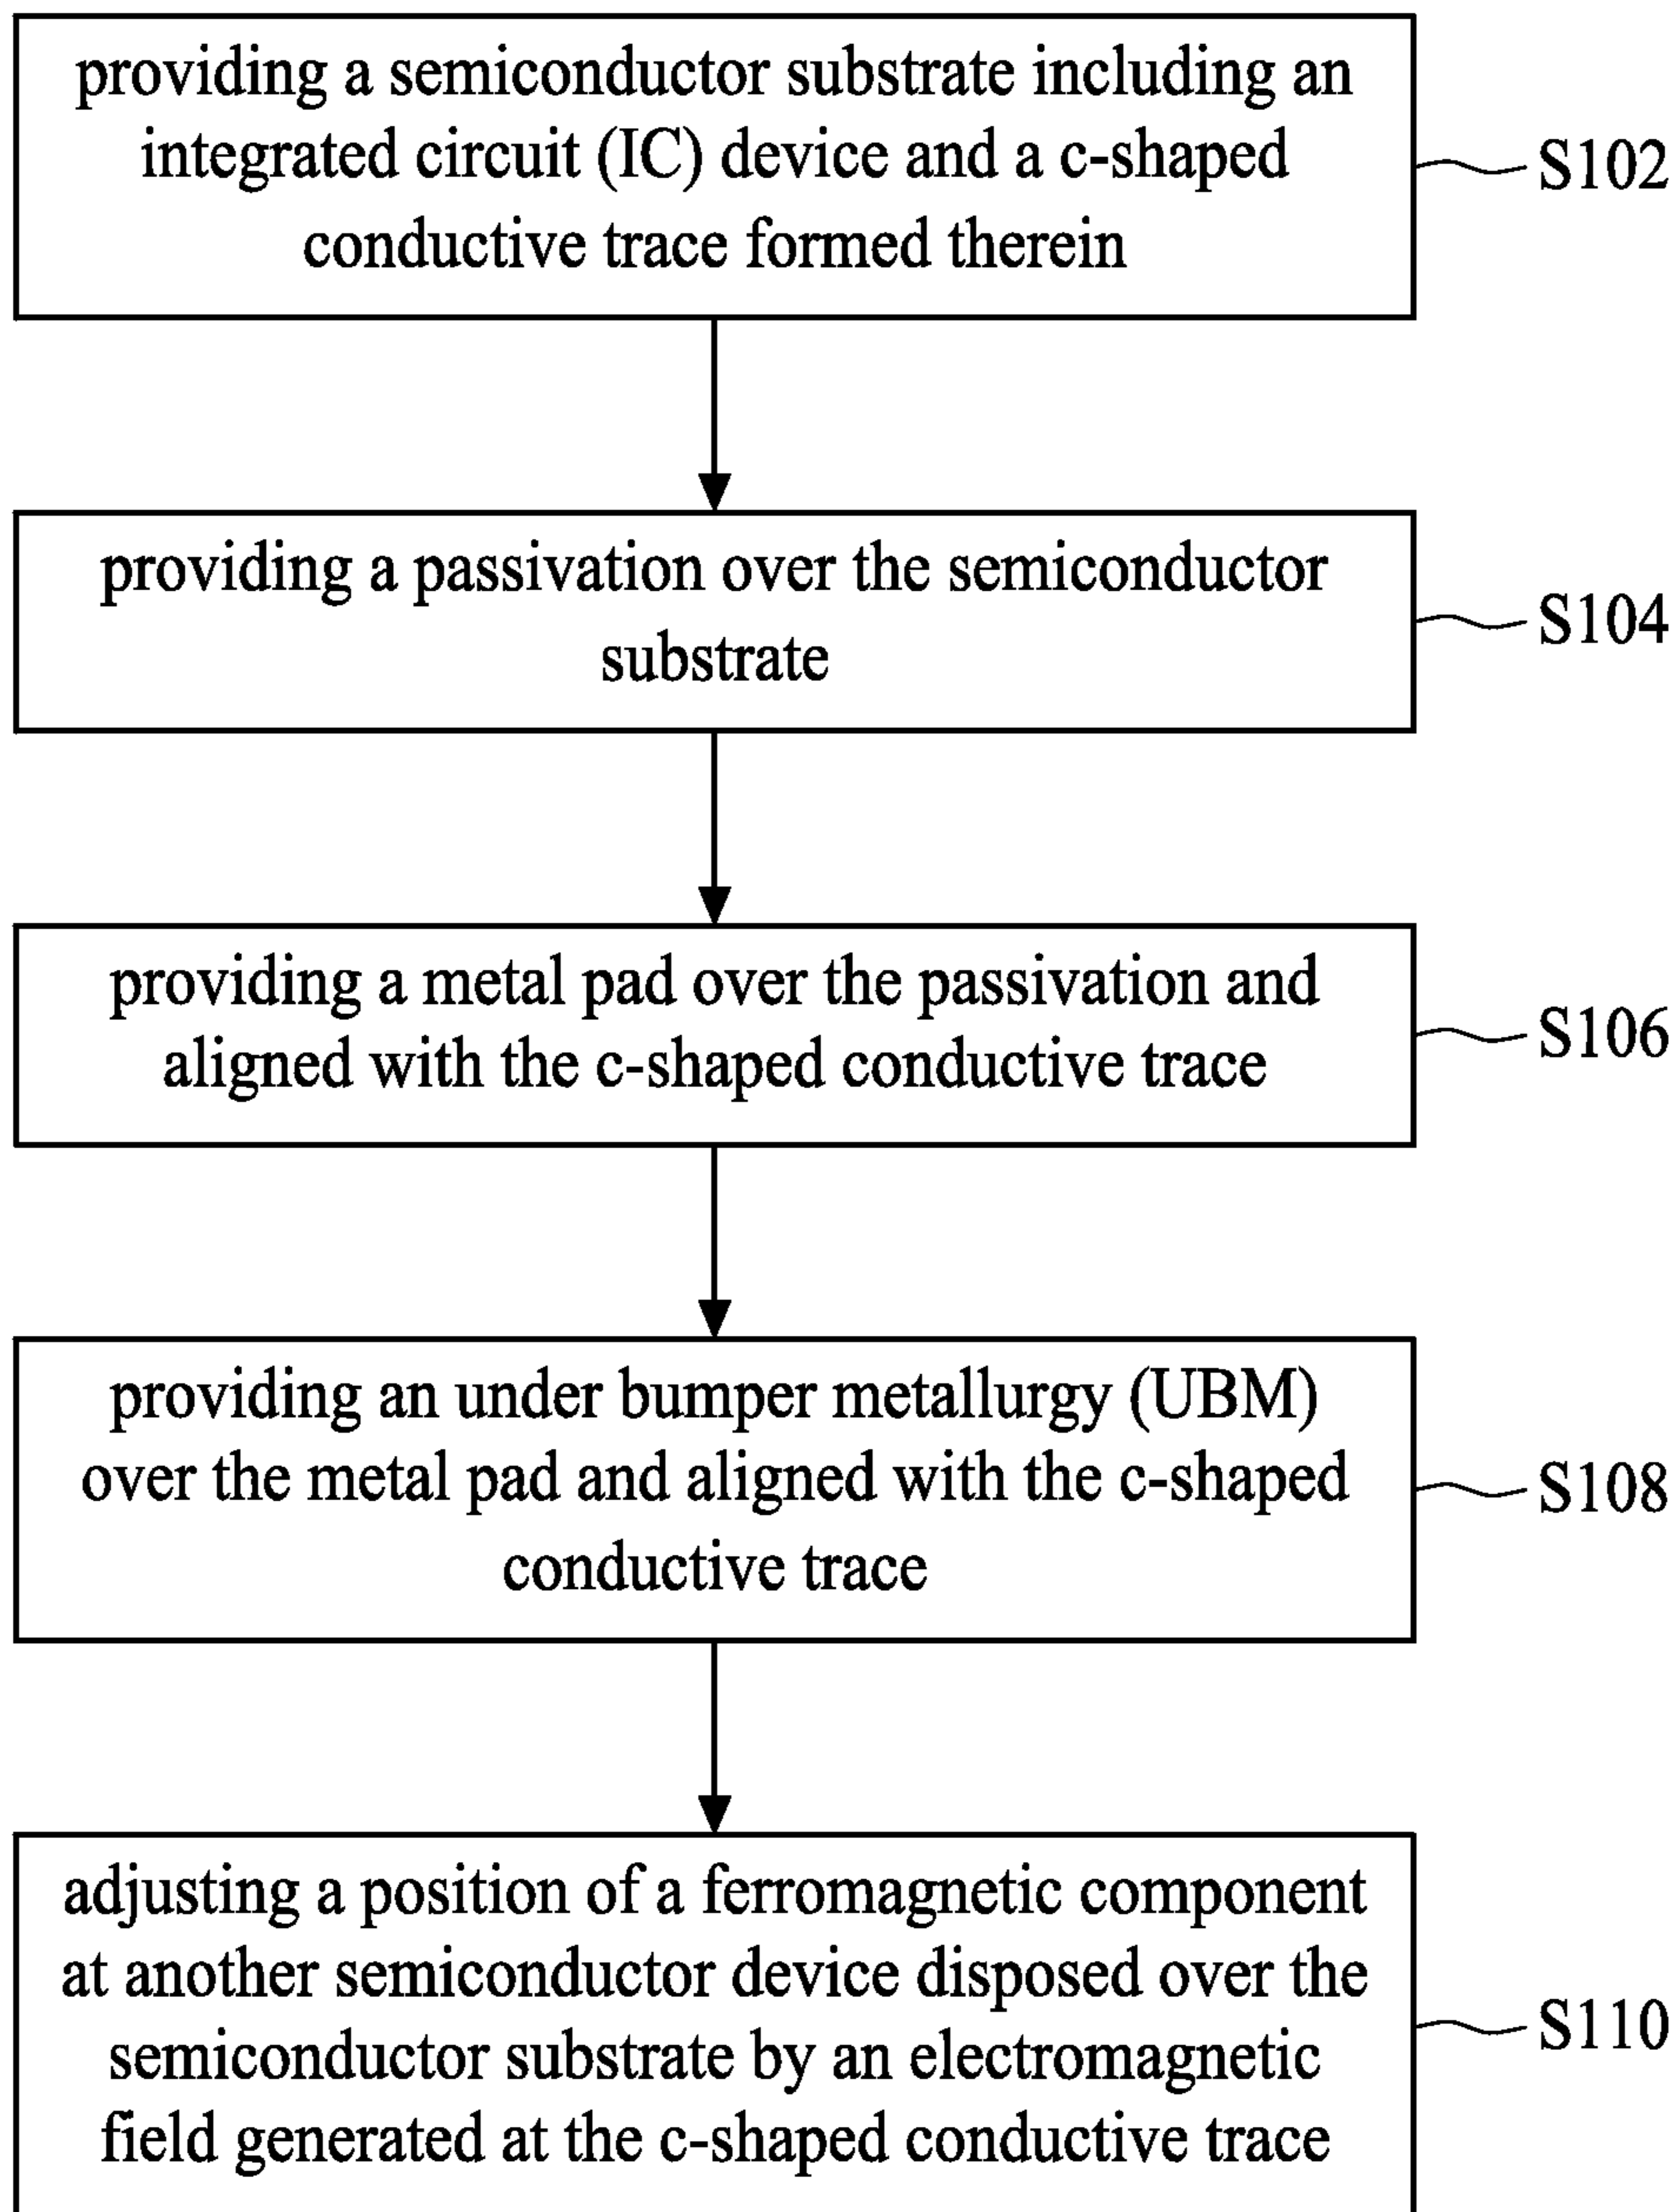 providing a semiconductor substrate including an
integrated circuit (IC) device and a c-shaped
conductive trace formed therein
S102
providing a passivation over the semiconductor
substrate
S104
providing a metal pad over the passivation and
aligned with the c-shaped conductive trace
S106
providing an under bumper metallurgy (UBM)
over the metal pad and aligned with the c-shaped
conductive trace
S108
adjusting a position of a ferromagnetic component
at another semiconductor device disposed over the
semiconductor substrate by an electromagnetic
field generated at the c-shaped conductive trace
S110